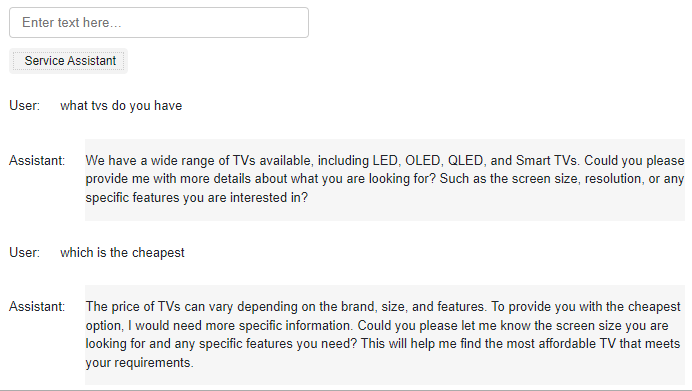 Enter text here...
Service Assistant
User: what tvs do you have
Assistant: We have a wide range of TVs available, including LED, OLED, QLED, and Smart TVs. Could you please
provide me with more details about what you are looking for? Such as the screen size, resolution, or any
specific features you are interested in?
User: which is the cheapest
Assistant: The price of TVs can vary depending on the brand, size, and features. To provide you with the cheapest
option, I would need more specific information. Could you please let me know the screen size you are
looking for and any specific features you need? This will help me find the most affordable TV that meets
your requirements.